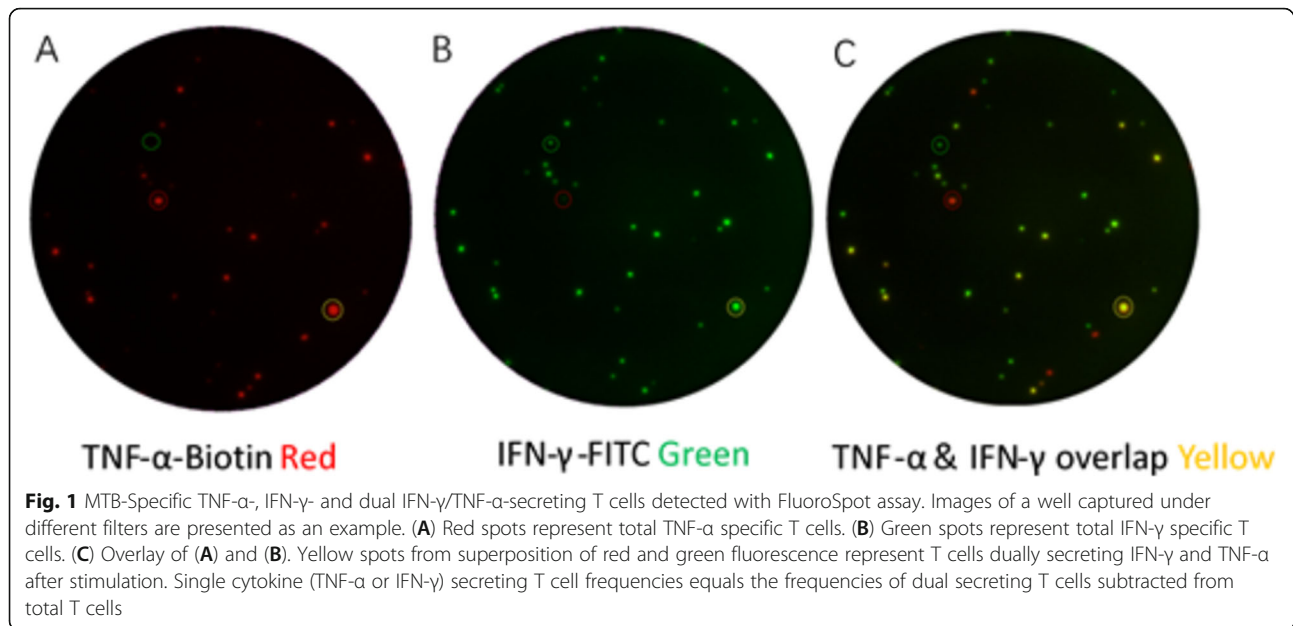 A
B
C
TNF-α-Biotin Red
IFN-γ-FITC Green
TNF-α & IFN-γ overlap Yellow
Fig. 1 MTB-Specific TNF-α-, IFN-γ- and dual IFN-γ/TNF-α-secreting T cells detected with FluoroSpot assay. Images of a well captured under
different filters are presented as an example. (A) Red spots represent total TNF-α specific T cells. (B) Green spots represent total IFN-γ specific T
cells. (C) Overlay of (A) and (B). Yellow spots from superposition of red and green fluorescence represent T cells dually secreting IFN-γ and TNF-α
after stimulation. Single cytokine (TNF-α or IFN-γ) secreting T cell frequencies equals the frequencies of dual secreting T cells subtracted from
total T cells